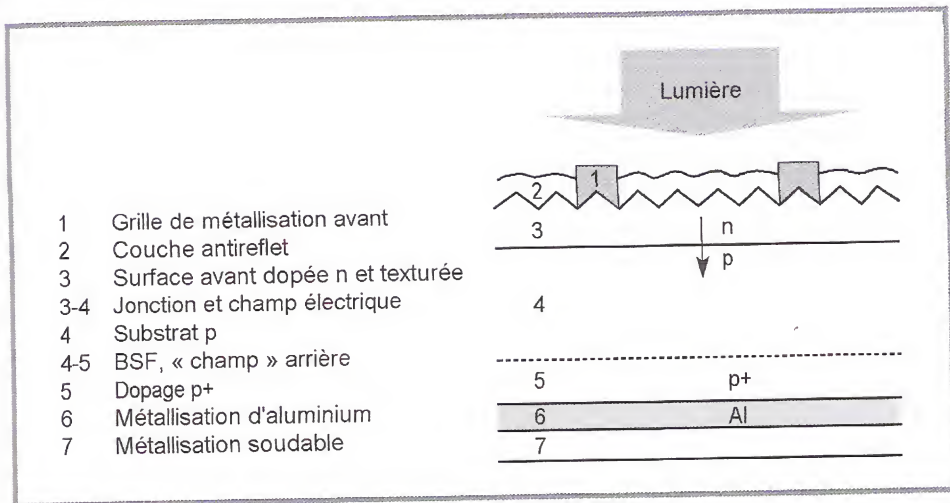 Lumière
1 Grille de métallisation avant
2 Couche antireflet
3 Surface avant dopée n et texturée
3-4 Jonction et champ électrique
4 Substrat p
4-5 BSF, « champ » arrière
5 Dopage p+
6 Métallisation d'aluminium
7 Métallisation soudable
1
2
3 n
p
4
5 p+
6 Al
7